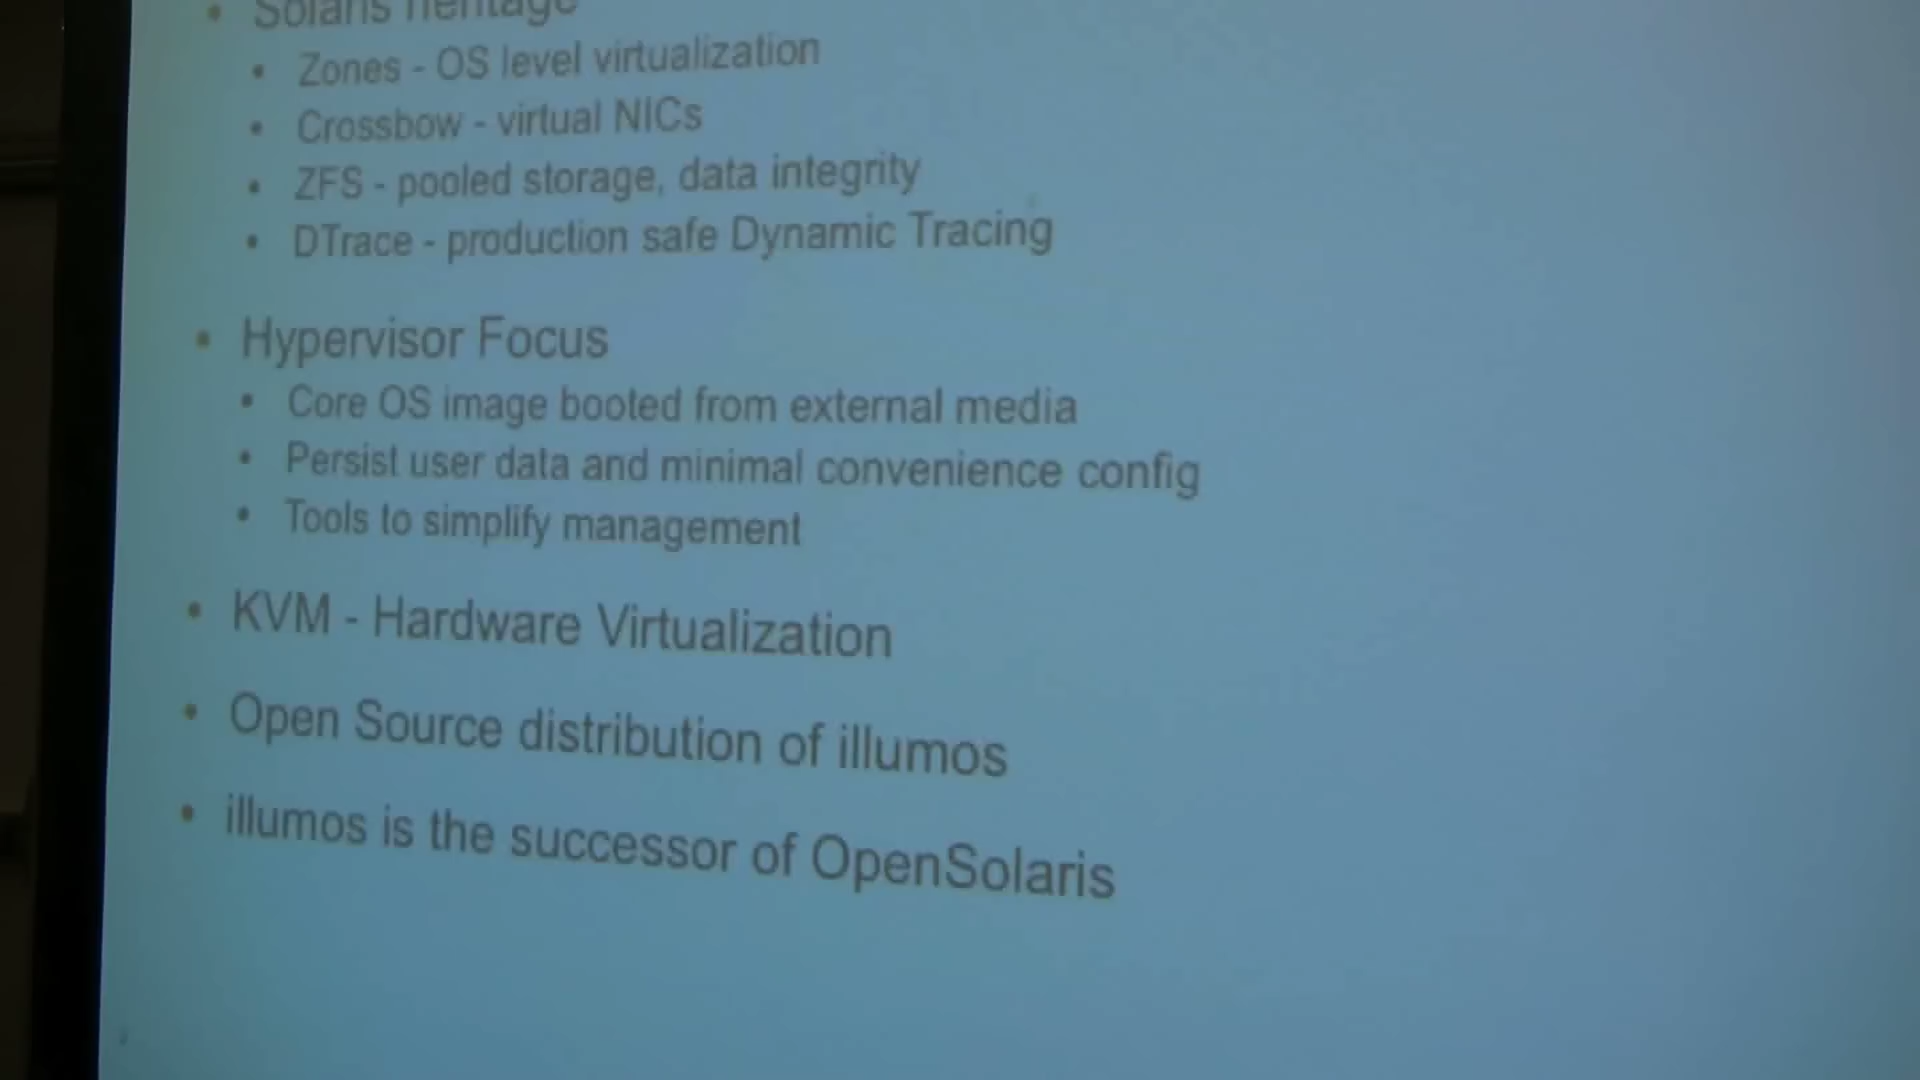 • Solaris heritage
• Zones - OS level virtualization
• Crossbow - virtual NICs
• ZFS - pooled storage, data integrity
• DTrace - production safe Dynamic Tracing
• Hypervisor Focus
• Core OS image booted from external media
• Persist user data and minimal convenience config
• Tools to simplify management
• KVM - Hardware Virtualization
• Open Source distribution of illumos
• illumos is the successor of OpenSolaris